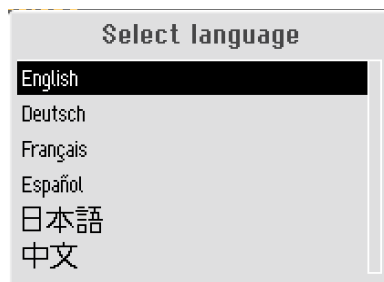 Select language
English
Deutsch
Français
Español
日本語
中文